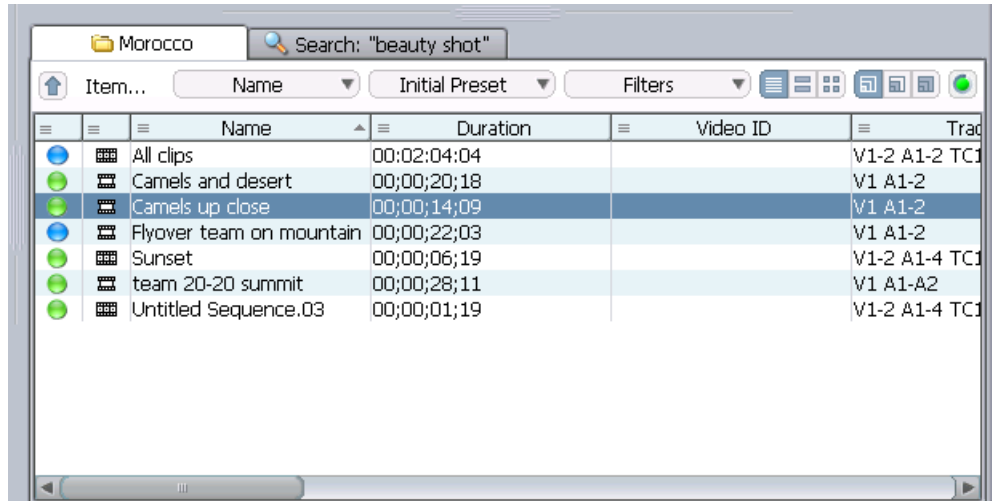 Morocco Search: "beauty shot"
Item... Name Initial Preset Filters
Name Duration Video ID Trac
All clips 00:02:04:04 V1-2 A1-2 TC1
Camels and desert 00;00;20;18 V1 A1-2
Camels up close 00;00;14;09 V1 A1-2
Flyover team on mountain 00;00;22;03 V1 A1-2
Sunset 00;00;06;19 V1-2 A1-4 TC1
team 20-20 summit 00;00;28;11 V1 A1-A2
Untitled Sequence.03 00;00;01;19 V1-2 A1-4 TC1